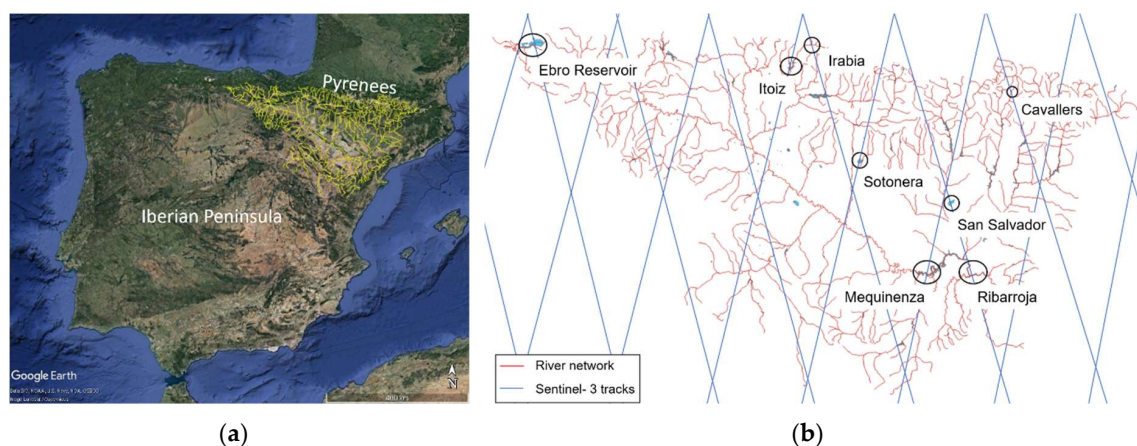 Pyrenees
Iberian Peninsula
Google Earth
N
(a)
Ebro Reservoir
Irabia
Itoiz
Cavallers
Sotonera
San Salvador
Mequinenza
Ribarroja
River network
Sentinel- 3 tracks
(b)